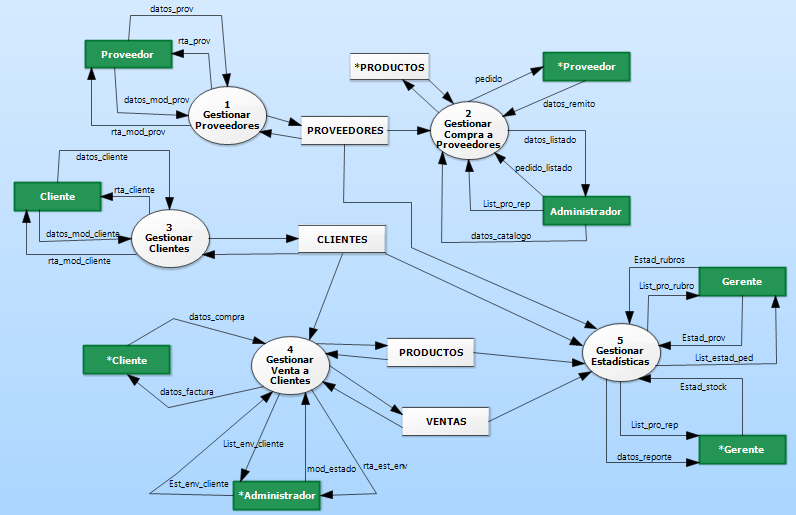 datos_prov
Proveedor
rta_prov
datos_mod_prov
rta_mod_prov
1
Gestionar
Proveedores
PROVEEDORES
*PRODUCTOS
pedido
*Proveedor
datos_remito
2
Gestionar
Compra a
Proveedores
datos_listado
pedido_listado
List_pro_rep
Administrador
datos_catalogo
datos_cliente
Cliente
rta_cliente
datos_mod_cliente
rta_mod_cliente
3
Gestionar
Clientes
CLIENTES
Estad_rubros
Gerente
List_pro_rubro
Estad_prov
List_estad_ped
5
Gestionar
Estadísticas
Estad_stock
List_pro_rep
*Gerente
datos_reporte
datos_compra
*Cliente
datos_factura
4
Gestionar
Venta a
Clientes
PRODUCTOS
VENTAS
List_env_cliente
Est_env_cliente
mod_estado
rta_est_env
*Administrador